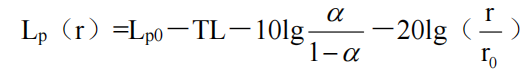 Lp（r）=Lp0－TL－10lg α/(1-α) －20lg（r/r0）